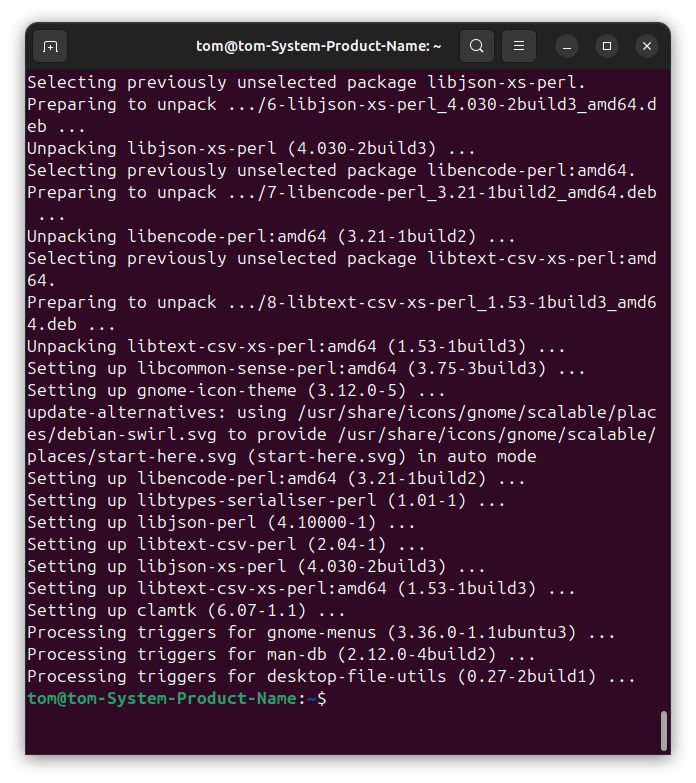 tom@tom-System-Product-Name: ~
Selecting previously unselected package libjson-xs-perl.
Preparing to unpack .../6-libjson-xs-perl_4.030-2build3_amd64.d
eb ...
Unpacking libjson-xs-perl (4.030-2build3) ...
Selecting previously unselected package libencode-perl:amd64.
Preparing to unpack .../7-libencode-perl_3.21-1build2_amd64.deb
 ...
Unpacking libencode-perl:amd64 (3.21-1build2) ...
Selecting previously unselected package libtext-csv-xs-perl:amd
64.
Preparing to unpack .../8-libtext-csv-xs-perl_1.53-1build3_amd6
4.deb ...
Unpacking libtext-csv-xs-perl:amd64 (1.53-1build3) ...
Setting up libcommon-sense-perl:amd64 (3.75-3build3) ...
Setting up gnome-icon-theme (3.12.0-5) ...
update-alternatives: using /usr/share/icons/gnome/scalable/plac
es/debian-swirl.svg to provide /usr/share/icons/gnome/scalable/
places/start-here.svg (start-here.svg) in auto mode
Setting up libencode-perl:amd64 (3.21-1build2) ...
Setting up libtypes-serialiser-perl (1.01-1) ...
Setting up libjson-perl (4.10000-1) ...
Setting up libtext-csv-perl (2.04-1) ...
Setting up libjson-xs-perl (4.030-2build3) ...
Setting up libtext-csv-xs-perl:amd64 (1.53-1build3) ...
Setting up clamtk (6.07-1.1) ...
Processing triggers for gnome-menus (3.36.0-1.1ubuntu3) ...
Processing triggers for man-db (2.12.0-4build2) ...
Processing triggers for desktop-file-utils (0.27-2build1) ...
tom@tom-System-Product-Name:~$